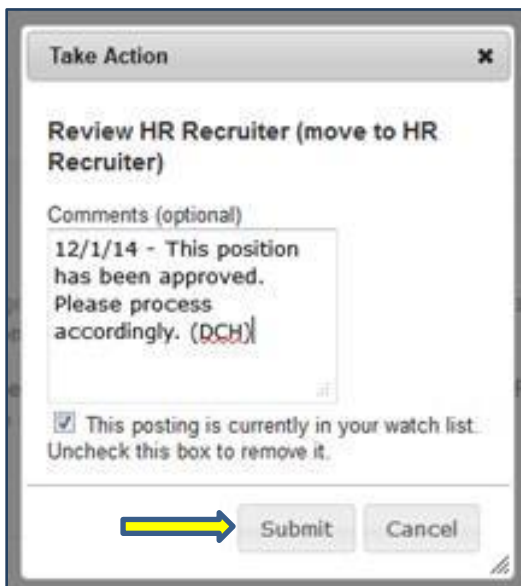 Take Action
Review HR Recruiter (move to HR
Recruiter)
Comments (optional)
12/1/14 - This position
has been approved.
Please process
accordingly. (DCH)
This posting is currently in your watch list.
Uncheck this box to remove it.
Submit Cancel